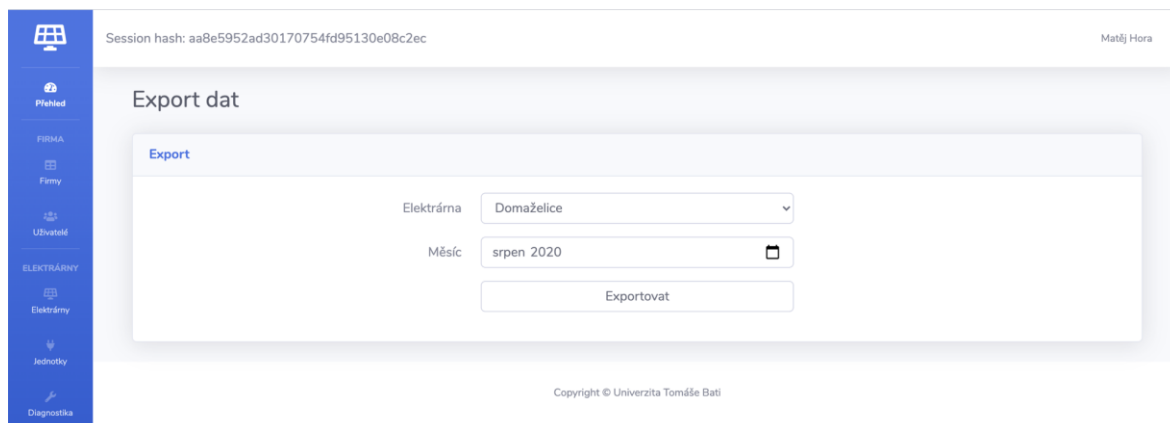 Session hash: aa8e5952ad30170754fd95130e08c2ec
Matěj Hora
Přehled
FIRMA
Firmy
Uživatelé
ELEKTRÁRNY
Elektrárny
Jednotky
Diagnostika
Export dat
Export
Elektrárna
Domaželice
Měsíc
srpen 2020
Exportovat
Copyright © Univerzita Tomáše Bati